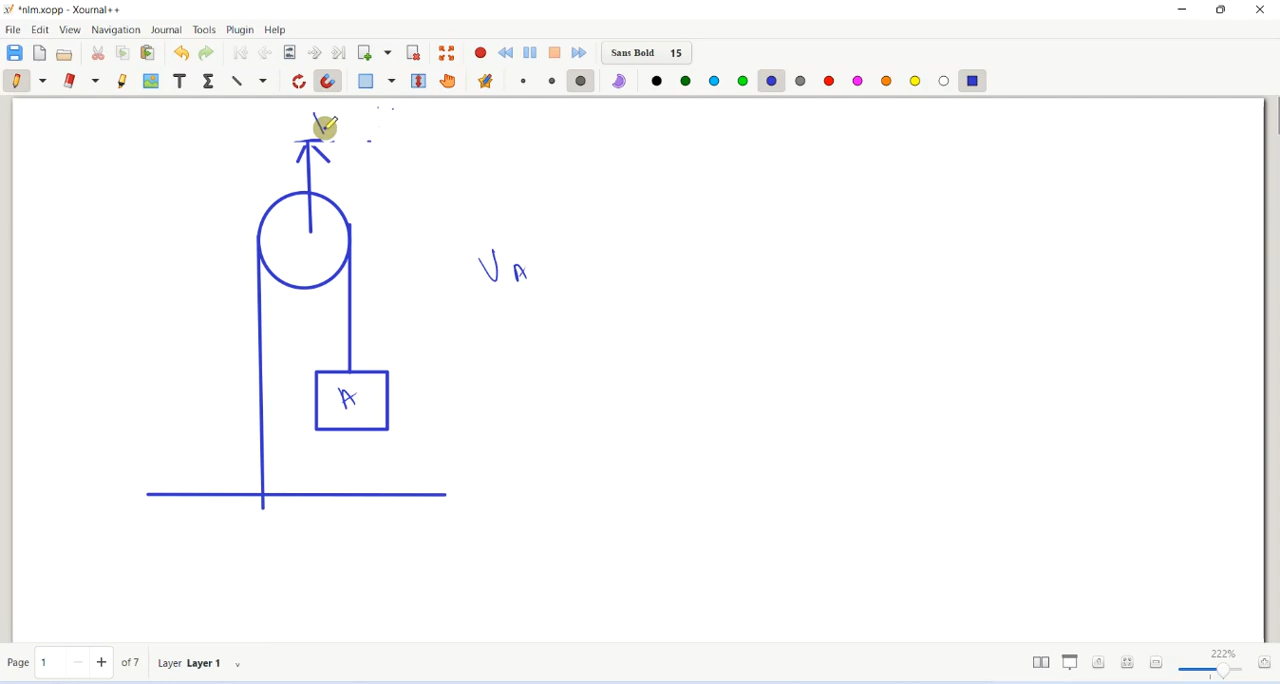 *nlm.xopp - Xournal++
File Edit View Navigation Journal Tools Plugin Help
Sans Bold 15
V
V A
A
Page 1 of 7 Layer Layer 1 223%